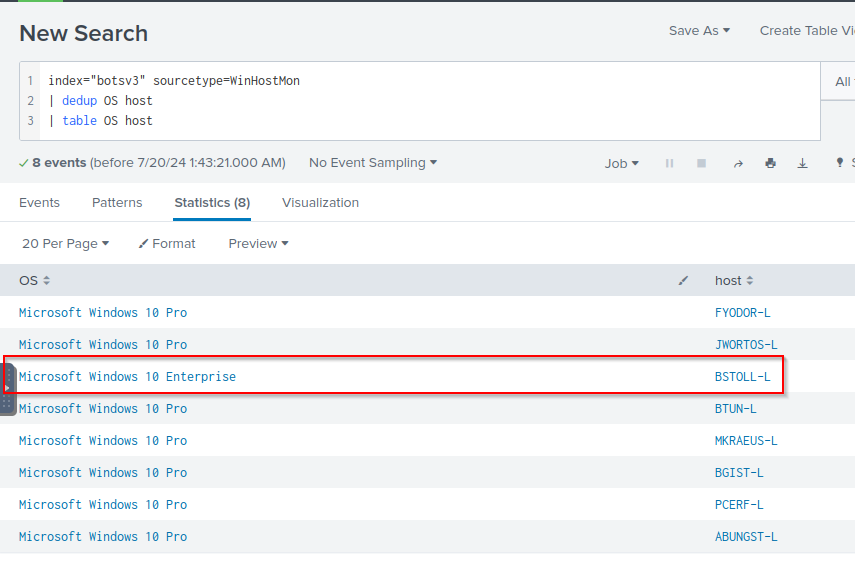 New Search
Save As
Create Table Vi
1 index="botsv3" sourcetype=WinHostMon
2 | dedup OS host
3 | table OS host
All
8 events (before 7/20/24 1:43:21.000 AM)
No Event Sampling
Job
S
Events
Patterns
Statistics (8)
Visualization
20 Per Page
Format
Preview
OS host
Microsoft Windows 10 Pro FYODOR-L
Microsoft Windows 10 Pro JWORTOS-L
Microsoft Windows 10 Enterprise BSTOLL-L
Microsoft Windows 10 Pro BTUN-L
Microsoft Windows 10 Pro MKRAEUS-L
Microsoft Windows 10 Pro BGIST-L
Microsoft Windows 10 Pro PCERF-L
Microsoft Windows 10 Pro ABUNGST-L